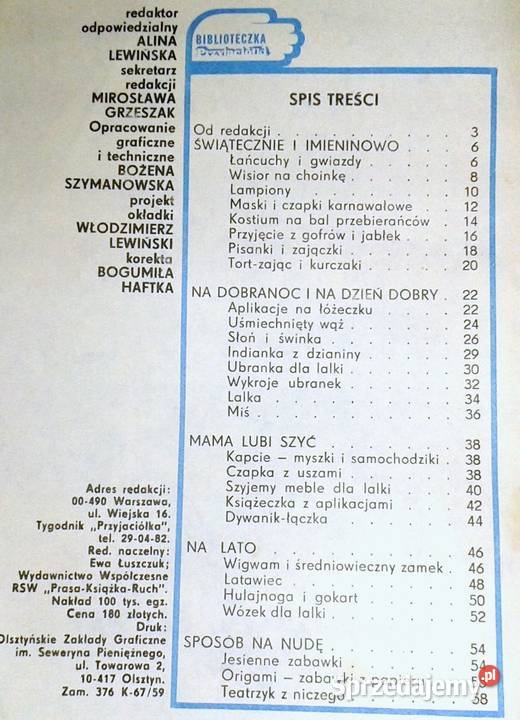 redaktor
odpowiedzialny
ALINA
LEWIŃSKA
sekretarz
redakcji
MIROSŁAWA
GRZESZAK
Opracowanie
graficzne
i techniczne
BOŻENA
SZYMANOWSKA
projekt
okładki
WŁODZIMIERZ
LEWIŃSKI
korekta
BOGUMIŁA
HAFTKA
Adres redakcji:
00-490 Warszawa,
ul. Wiejska 16.
Tygodnik „Przyjaciółka",
tel. 29-04-82.
Red. naczelny:
Ewa Łuszczuk;
Wydawnictwo Współczesne
RSW „Prasa-Książka-Ruch".
Nakład 100 tys. egz.
Cena 180 złotych.
Druk:
Olsztyńskie Zakłady Graficzne
im. Seweryna Pieniężnego,
ul. Towarowa 2,
10-417 Olsztyn.
Zam. 376 K-67/59
BIBLIOTECZKA
Przyjaciółki
SPIS TREŚCI
Od redakcji . . . . . . . . . 3
ŚWIĄTECZNIE I IMIENINOWO . 6
Łańcuchy i gwiazdy . . . . . 6
Wisior na choinkę . . . . . . 8
Lampiony . . . . . . . . 10
Maski i czapki karnawałowe . . 12
Kostium na bal przebierańców . 14
Przyjęcie z gofrów i jabłek . . 16
Pisanki i zajączki . . . . . 18
Tort-zając i kurczaki . . . . . 20
NA DOBRANOC I NA DZIEŃ DOBRY . 22
Aplikacje na łóżeczku . . . . 22
Uśmiechnięty wąż . . . . . 24
Słoń i świnka . . . . . . 26
Indianka z dzianiny . . . . . 29
Ubranka dla lalki . . . . . 30
Wykroje ubranek . . . . . 32
Lalka . . . . . . . . . 34
Miś . . . . . . . . . . 36
MAMA LUBI SZYĆ . . . . . . 38
Kapcie – myszki i samochodziki . 38
Czapka z uszami . . . . . . 38
Szyjemy meble dla lalki . . . 40
Książeczka z aplikacjami . . . 42
Dywanik-łączka . . . . . . 44
NA LATO . . . . . . . . . 46
Wigwam i średniowieczny zamek . 46
Latawiec . . . . . . . . 48
Hulajnoga i gokart . . . . . 50
Wózek dla lalki . . . . . . 52
SPOSÓB NA NUDĘ . . . . . . 54
Jesienne zabawki . . . . . 54
Origami – zabawki z papieru
Teatrzyk z niczego . . . . . 58
Sprzedajemy.pl